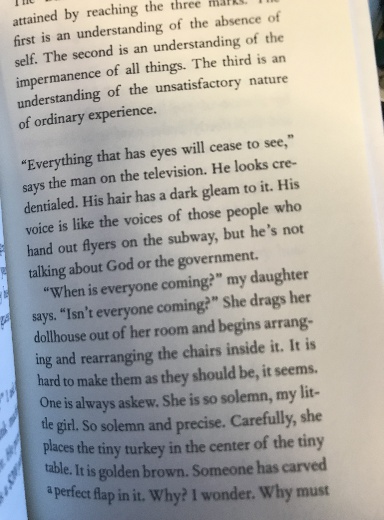 attained by reaching the three marks. The
first is an understanding of the absence of
self. The second is an understanding of the
impermanence of all things. The third is an
understanding of the unsatisfactory nature
of ordinary experience.
“Everything that has eyes will cease to see,”
says the man on the television. He looks cre-
dentialed. His hair has a dark gleam to it. His
voice is like the voices of those people who
hand out flyers on the subway, but he’s not
talking about God or the government.
“When is everyone coming?” my daughter
says. “Isn’t everyone coming?” She drags her
dollhouse out of her room and begins arrang-
ing and rearranging the chairs inside it. It is
hard to make them as they should be, it seems.
One is always askew. She is so solemn, my lit-
tle girl. So solemn and precise. Carefully, she
places the tiny turkey in the center of the tiny
table. It is golden brown. Someone has carved
a perfect flap in it. Why? I wonder. Why must